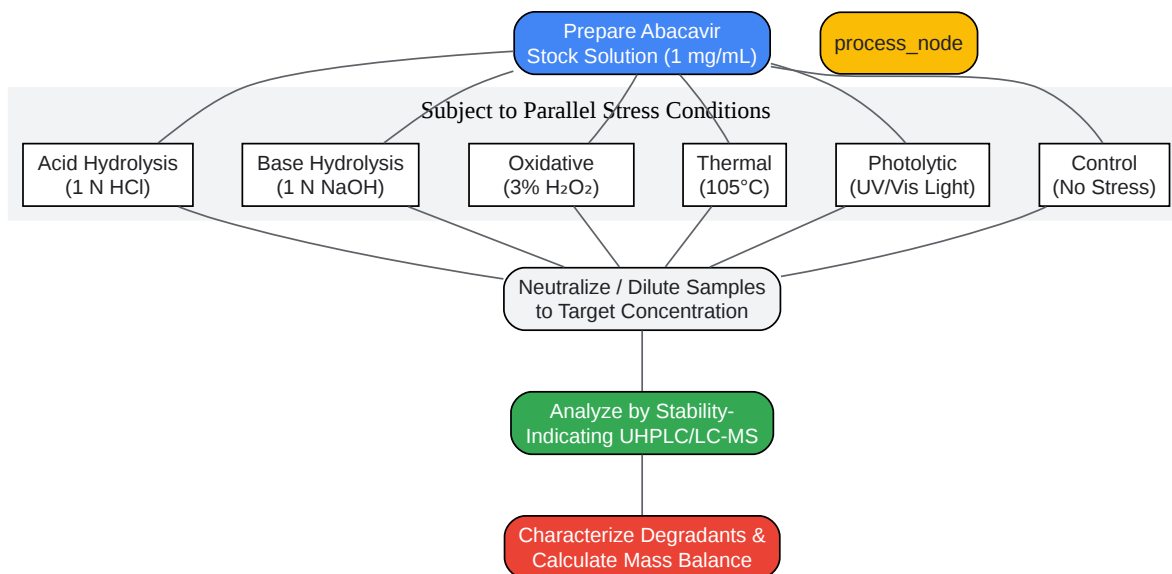 Prepare Abacavir
Stock Solution (1 mg/mL)
process_node
Subject to Parallel Stress Conditions
Acid Hydrolysis
(1 N HCl)
Base Hydrolysis
(1 N NaOH)
Oxidative
(3% H₂O₂)
Thermal
(105°C)
Photolytic
(UV/Vis Light)
Control
(No Stress)
Neutralize / Dilute Samples
to Target Concentration
Analyze by Stability-
Indicating UHPLC/LC-MS
Characterize Degradants &
Calculate Mass Balance